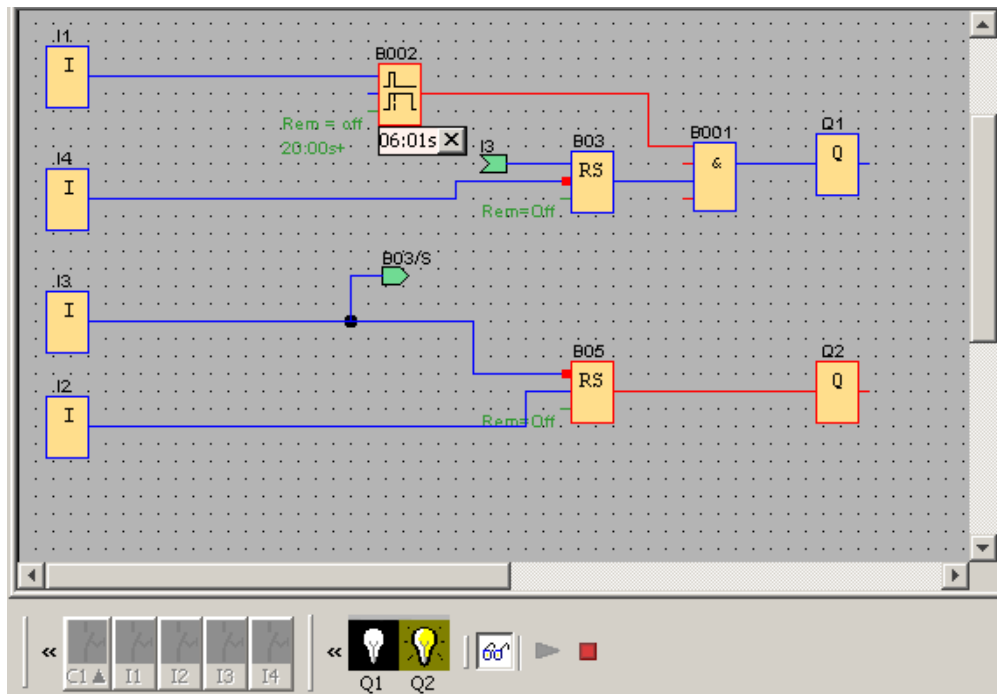 I1
I
B002
Rem = off
20:00s+
06:01s
I3
B03
RS
Rem=Off
B001
&
Q1
Q
I4
I
B03/S
I3
I
B05
RS
Rem=Off
Q2
Q
I2
I
«
C1 I1 I2 I3 I4
«
Q1 Q2